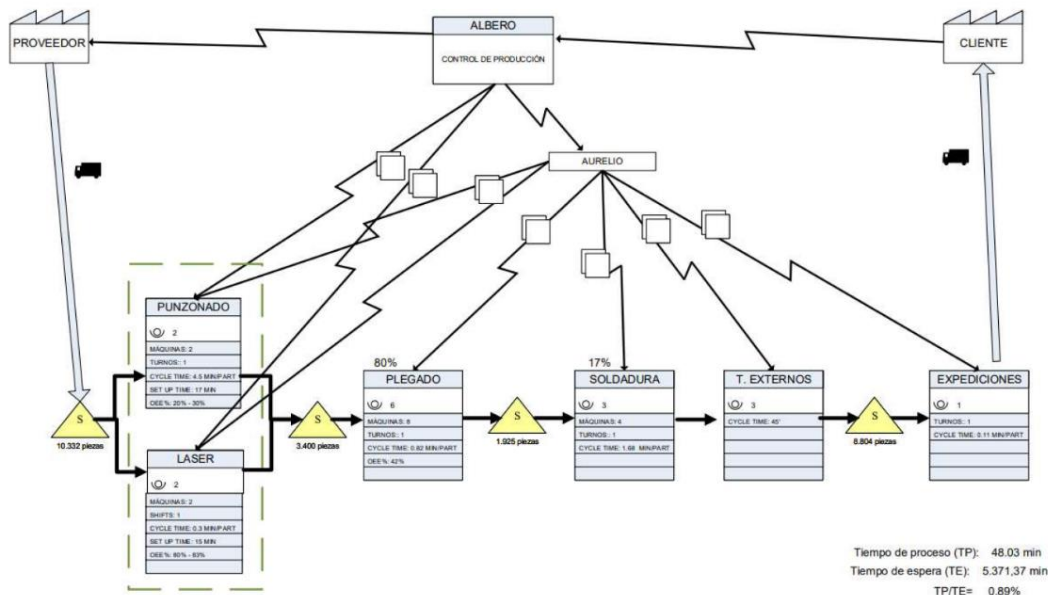 ALBERO
PROVEEDOR
CONTROL DE PRODUCCIÓN
CLIENTE
AURELIO
PUNZONADO
2
MÁQUINAS: 2
TURNOS:: 1
CYCLE TIME: 4.5 MIN/PART
SET UP TIME: 17 MIN
OEE%: 20% - 30%
S
10.332 piezas
LASER
2
MÁQUINAS: 2
SHIFTS: 1
CYCLE TIME: 0.3 MIN/PART
SET UP TIME: 15 MIN
OEE%: 80% - 83%
S
3.400 piezas
80%
PLEGADO
6
MÁQUINAS: 8
TURNOS:: 1
CYCLE TIME: 0.82 MIN/PART
OEE%: 42%
S
1.925 piezas
17%
SOLDADURA
3
MÁQUINAS: 4
TURNOS:: 1
CYCLE TIME: 1.68 MIN/PART
T. EXTERNOS
3
CYCLE TIME: 45'
S
8.804 piezas
EXPEDICIONES
1
TURNOS: 1
CYCLE TIME: 0.11 MIN/PART
Tiempo de proceso (TP): 48.03 min
Tiempo de espera (TE): 5.371,37 min
TP/TE= 0.89%